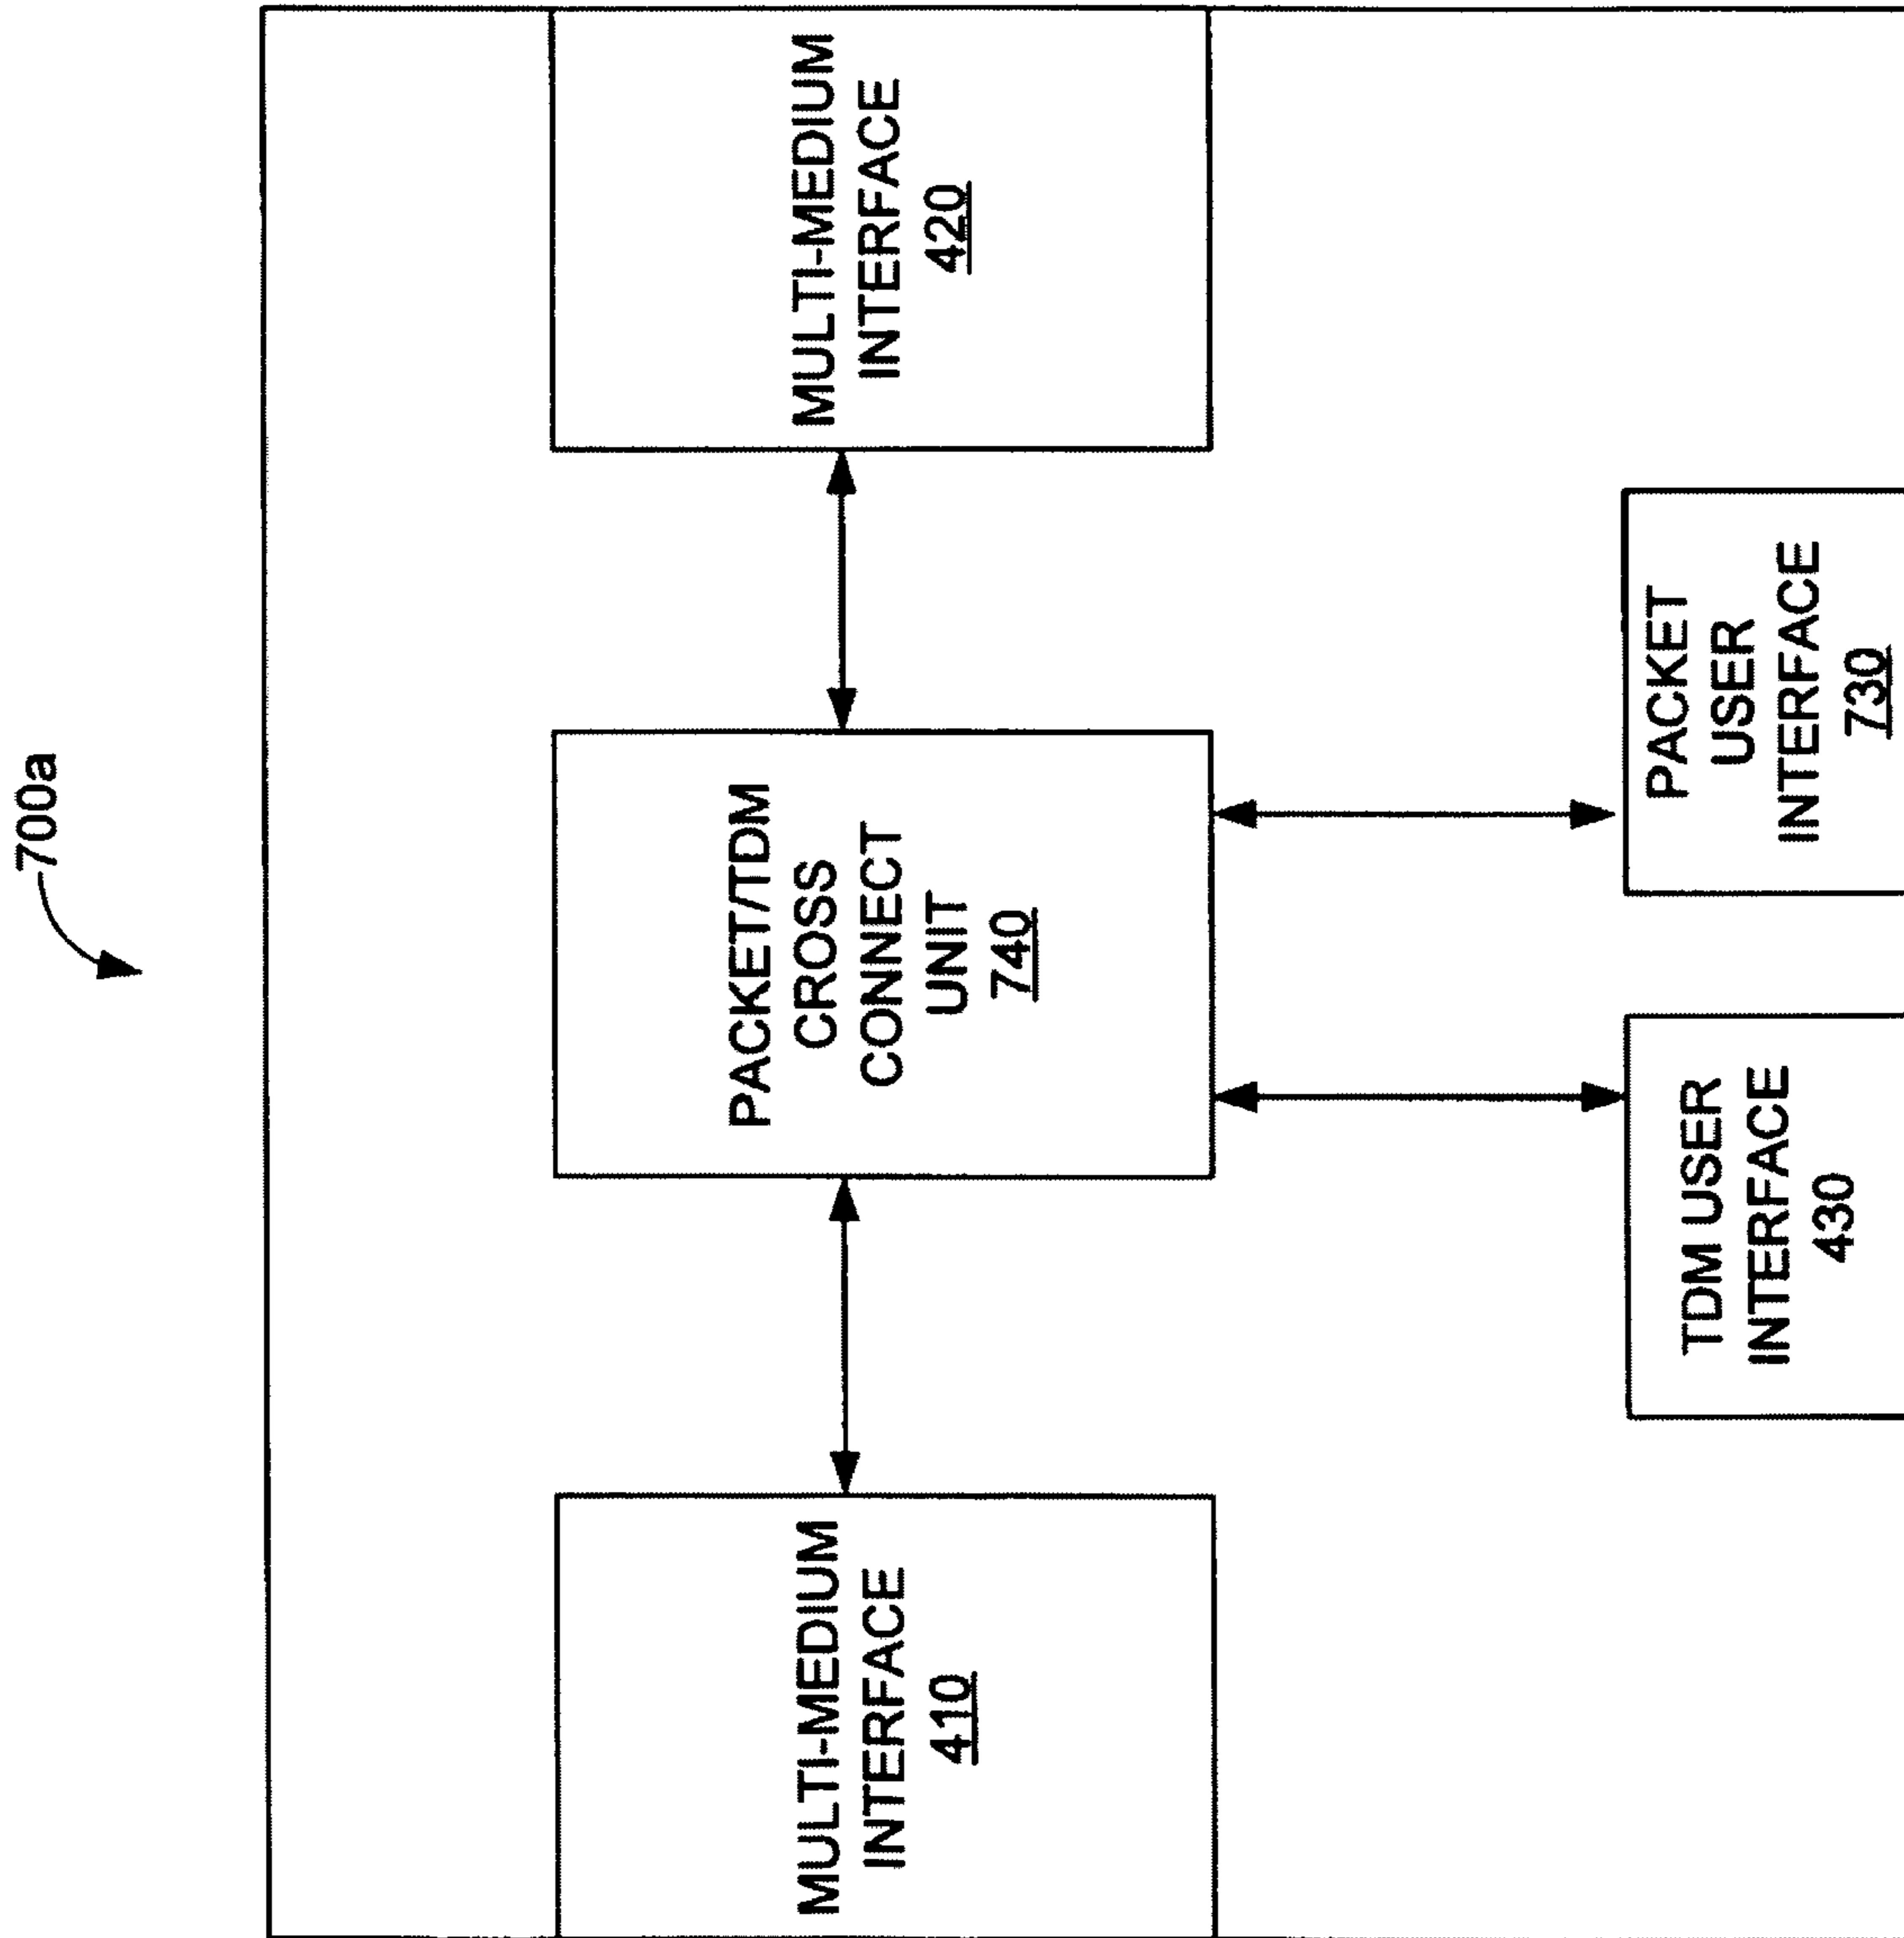 700a
MULTI-MEDIUM
INTERFACE
410
PACKET/TDM
CROSS
CONNECT
UNIT
740
MULTI-MEDIUM
INTERFACE
420
TDM USER
INTERFACE
430
PACKET
USER
INTERFACE
730